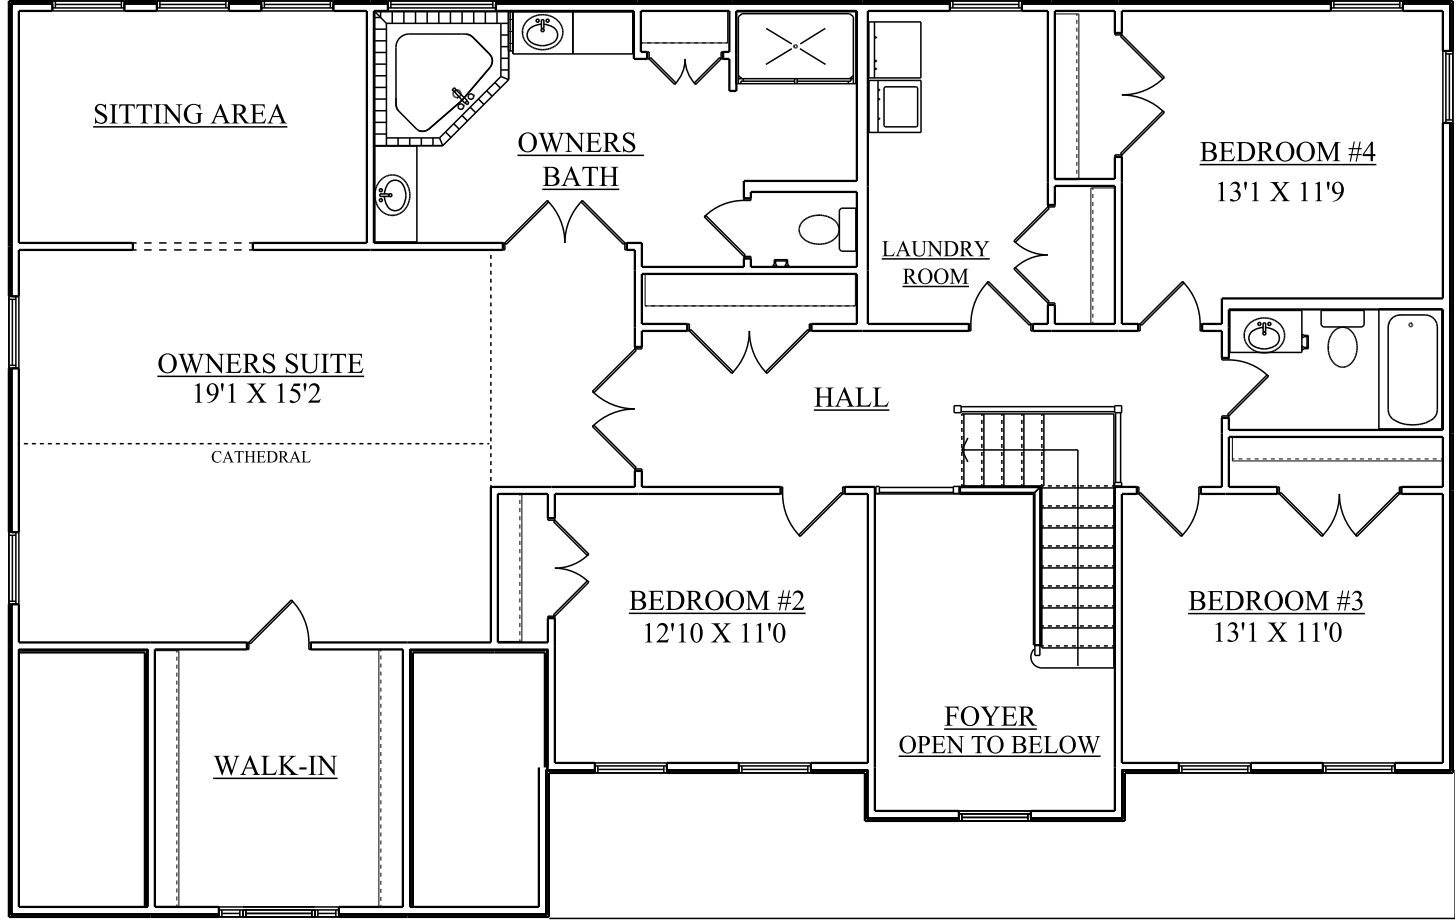 SITTING AREA
OWNERS
BATH
BEDROOM #4
13'1 X 11'9
LAUNDRY
ROOM
OWNERS SUITE
19'1 X 15'2
HALL
CATHEDRAL
BEDROOM #2
12'10 X 11'0
BEDROOM #3
13'1 X 11'0
FOYER
OPEN TO BELOW
WALK-IN